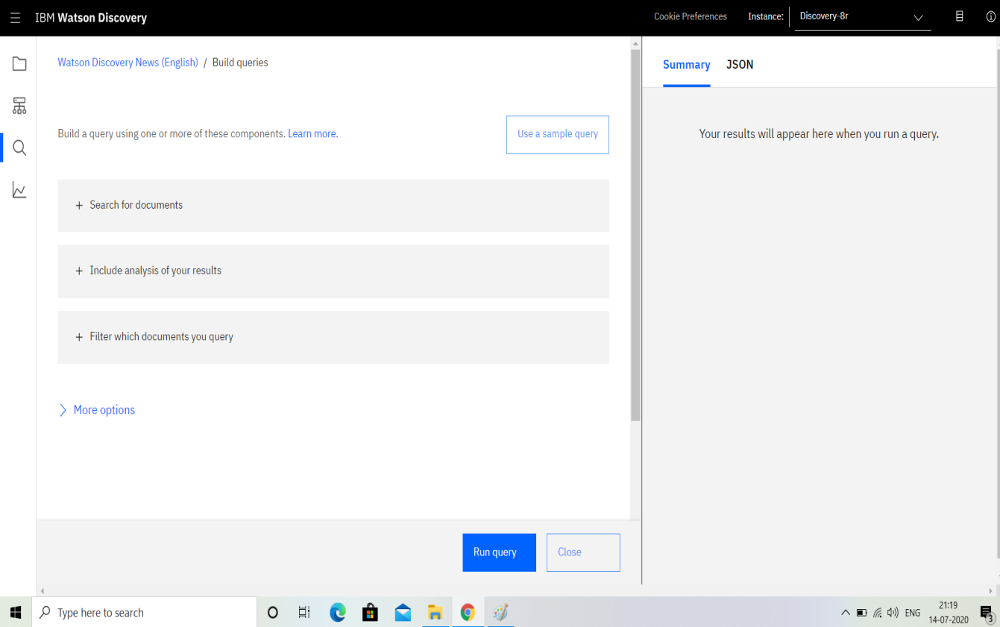 IBM Watson Discovery
Cookie Preferences
Instance:
Discovery-8r
Watson Discovery News (English) / Build queries
Summary
JSON
Build a query using one or more of these components. Learn more.
Use a sample query
Your results will appear here when you run a query.
+ Search for documents
+ Include analysis of your results
+ Filter which documents you query
More options
Run query
Close
Type here to search
ENG
21:19
14-07-2020
3